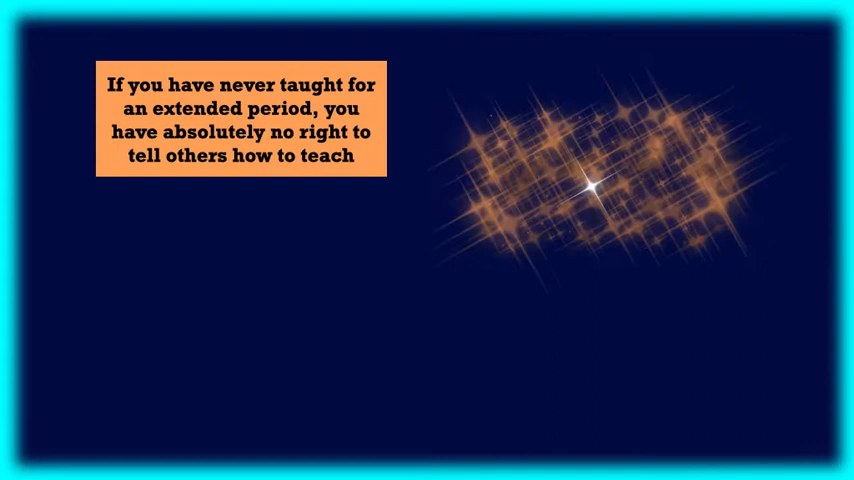 If you have never taught for
an extended period, you
have absolutely no right to
tell others how to teach